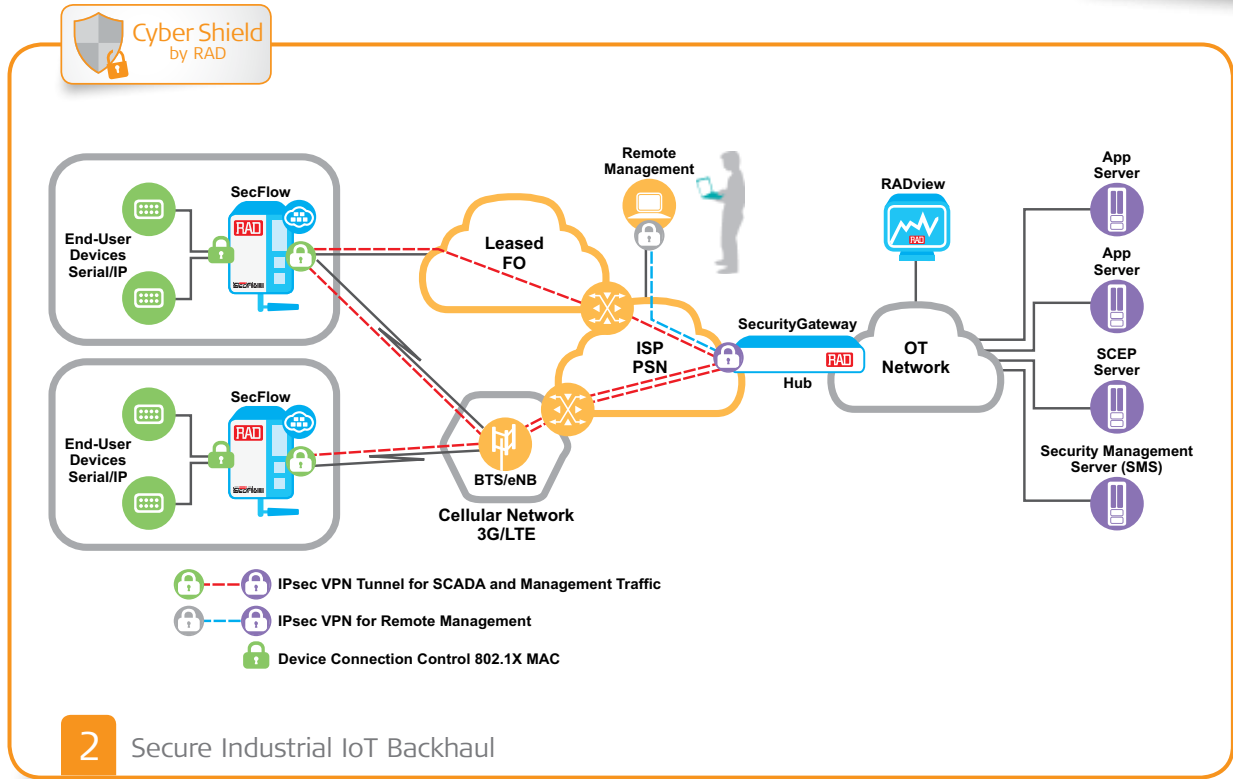 Cyber Shield
by RAD
SecFlow
RAD
End-User
Devices
Serial/IP
SecFlow
RAD
End-User
Devices
Serial/IP
Leased
FO
Remote
Management
ISP
PSN
BTS/eNB
Cellular Network
3G/LTE
SecurityGateway
RAD
Hub
RADview
RAD
OT
Network
App
Server
App
Server
SCEP
Server
Security Management
Server (SMS)
IPsec VPN Tunnel for SCADA and Management Traffic
IPsec VPN for Remote Management
Device Connection Control 802.1X MAC
2 Secure Industrial IoT Backhaul